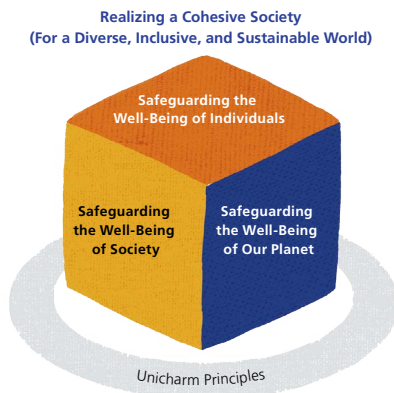 Realizing a Cohesive Society
(For a Diverse, Inclusive, and Sustainable World)
Safeguarding the
Well-Being of Individuals
Safeguarding
the Well-Being
of Society
Safeguarding
the Well-Being
of Our Planet
Unicharm Principles